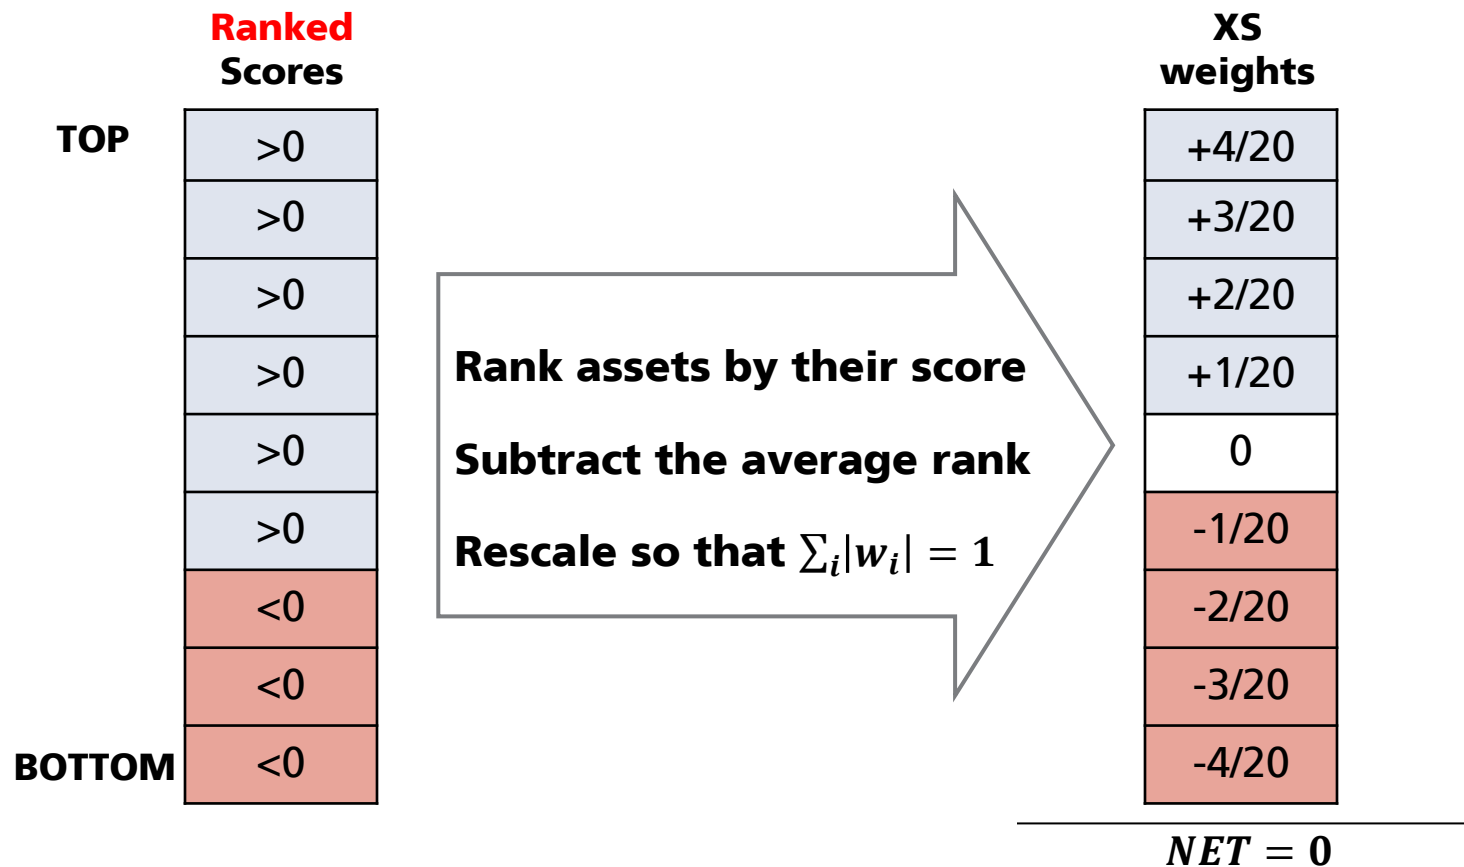 Ranked
Scores
XS
weights
TOP
>0
>0
>0
>0
>0
>0
<0
<0
<0
BOTTOM
Rank assets by their score
Subtract the average rank
Rescale so that ∑ᵢ|wᵢ| = 1
+4/20
+3/20
+2/20
+1/20
0
-1/20
-2/20
-3/20
-4/20
NET = 0